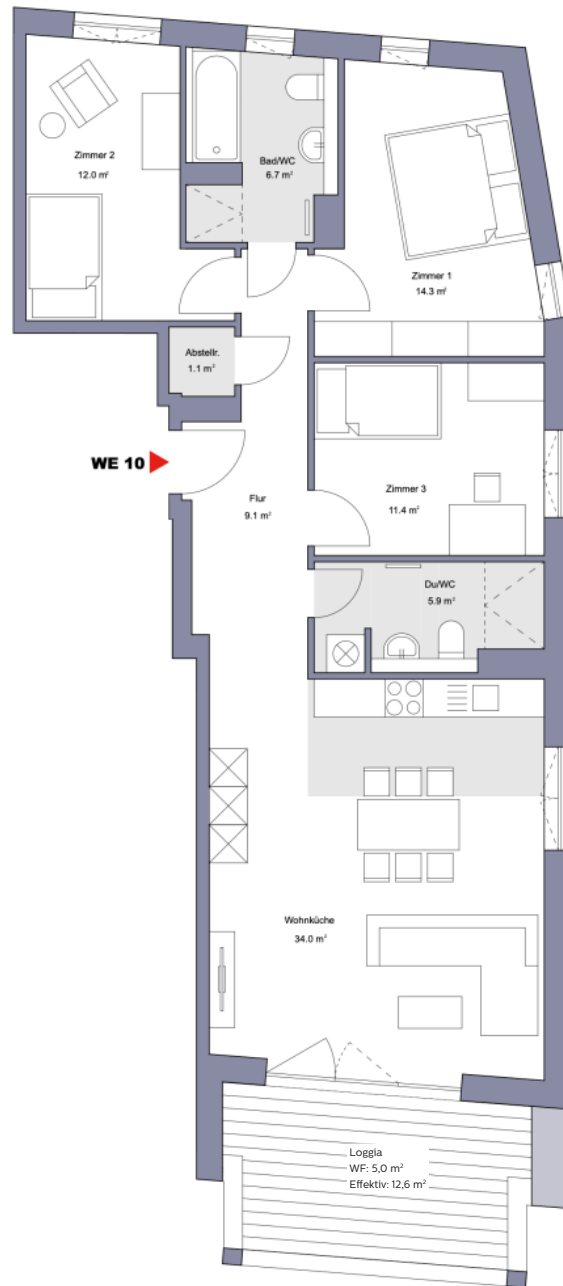 Zimmer 2
12.0 m²
Bad/WC
6.7 m²
Zimmer 1
14.3 m²
Abstellr.
1.1 m²
WE 10
Flur
9.1 m²
Zimmer 3
11.4 m²
Du/WC
5.9 m²
Wohnküche
34.0 m²
Loggia
WF: 5,0 m²
Effektiv: 12,6 m²